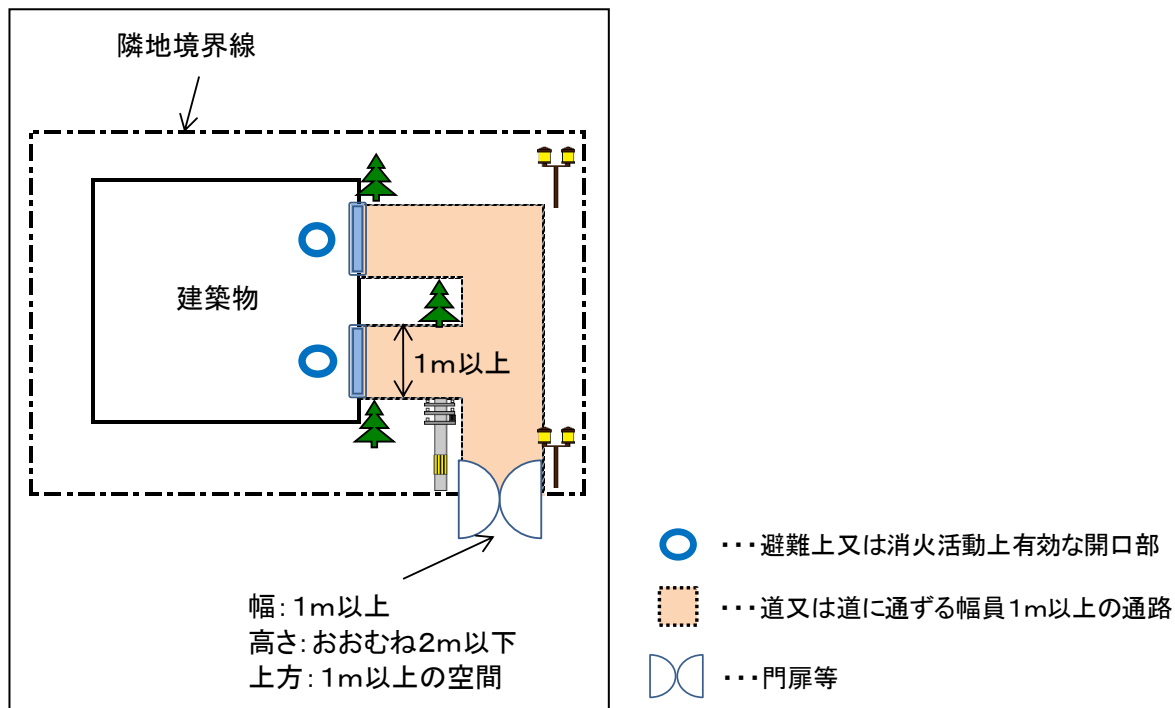 隣地境界線
建築物
1m以上
幅：1m以上
高さ：おおむね2m以下
上方：1m以上の空間
･･･避難上又は消火活動上有効な開口部
･･･道又は道に通ずる幅員1m以上の通路
･･･門扉等